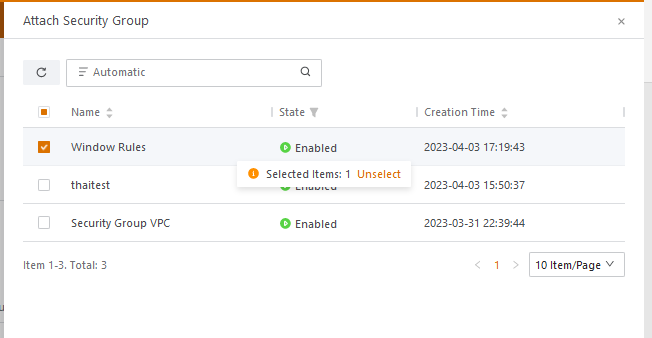 Attach Security Group
Automatic
Name State Creation Time
Window Rules Enabled 2023-04-03 17:19:43
Selected Items: 1 Unselect
thaitest Enabled 2023-04-03 15:50:37
Security Group VPC Enabled 2023-03-31 22:39:44
Item 1-3. Total: 3 1 10 Item/Page